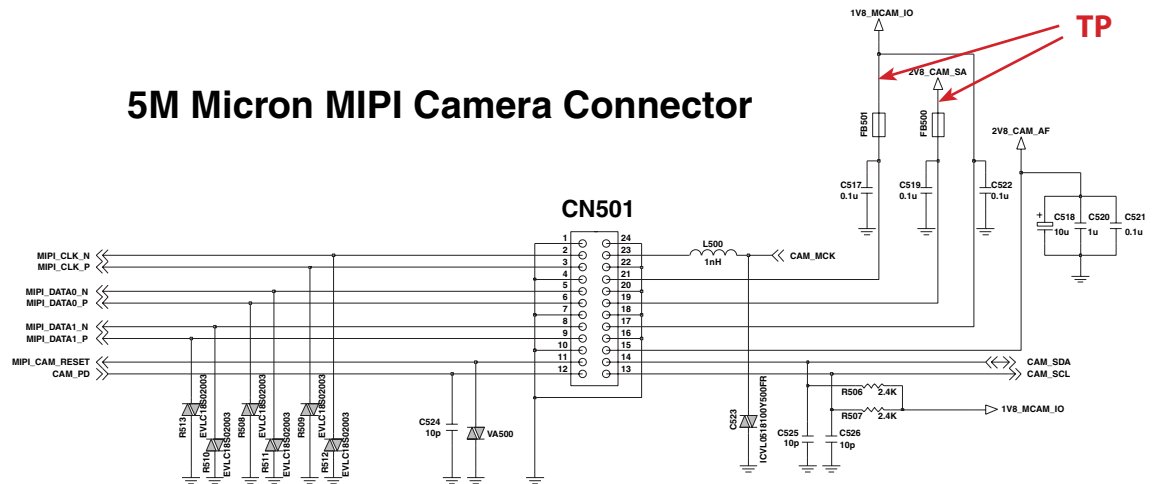 1V8_MCAM_IO
TP
2V8_CAM_SA
5M Micron MIPI Camera Connector
FB501
FB500
2V8_CAM_AF
C517
0.1u
C519
0.1u
C522
0.1u
CN501
+
C518
10u
C520
1u
C521
0.1u
1
24
MIPI_CLK_N
2
23
L500
1nH
CAM_MCK
MIPI_CLK_P
3
22
4
21
MIPI_DATA0_N
5
20
MIPI_DATA0_P
6
19
7
18
MIPI_DATA1_N
8
17
MIPI_DATA1_P
9
16
10
15
MIPI_CAM_RESET
11
14
CAM_SDA
CAM_PD
12
13
CAM_SCL
R506
2.4K
R507
2.4K
1V8_MCAM_IO
R513
EVLC18S02003
R510
EVLC18S02003
R508
EVLC18S02003
R511
EVLC18S02003
R509
EVLC18S02003
R512
EVLC18S02003
C524
10p
VA500
C523
ICVL0518100Y500FR
C525
10p
C526
10p